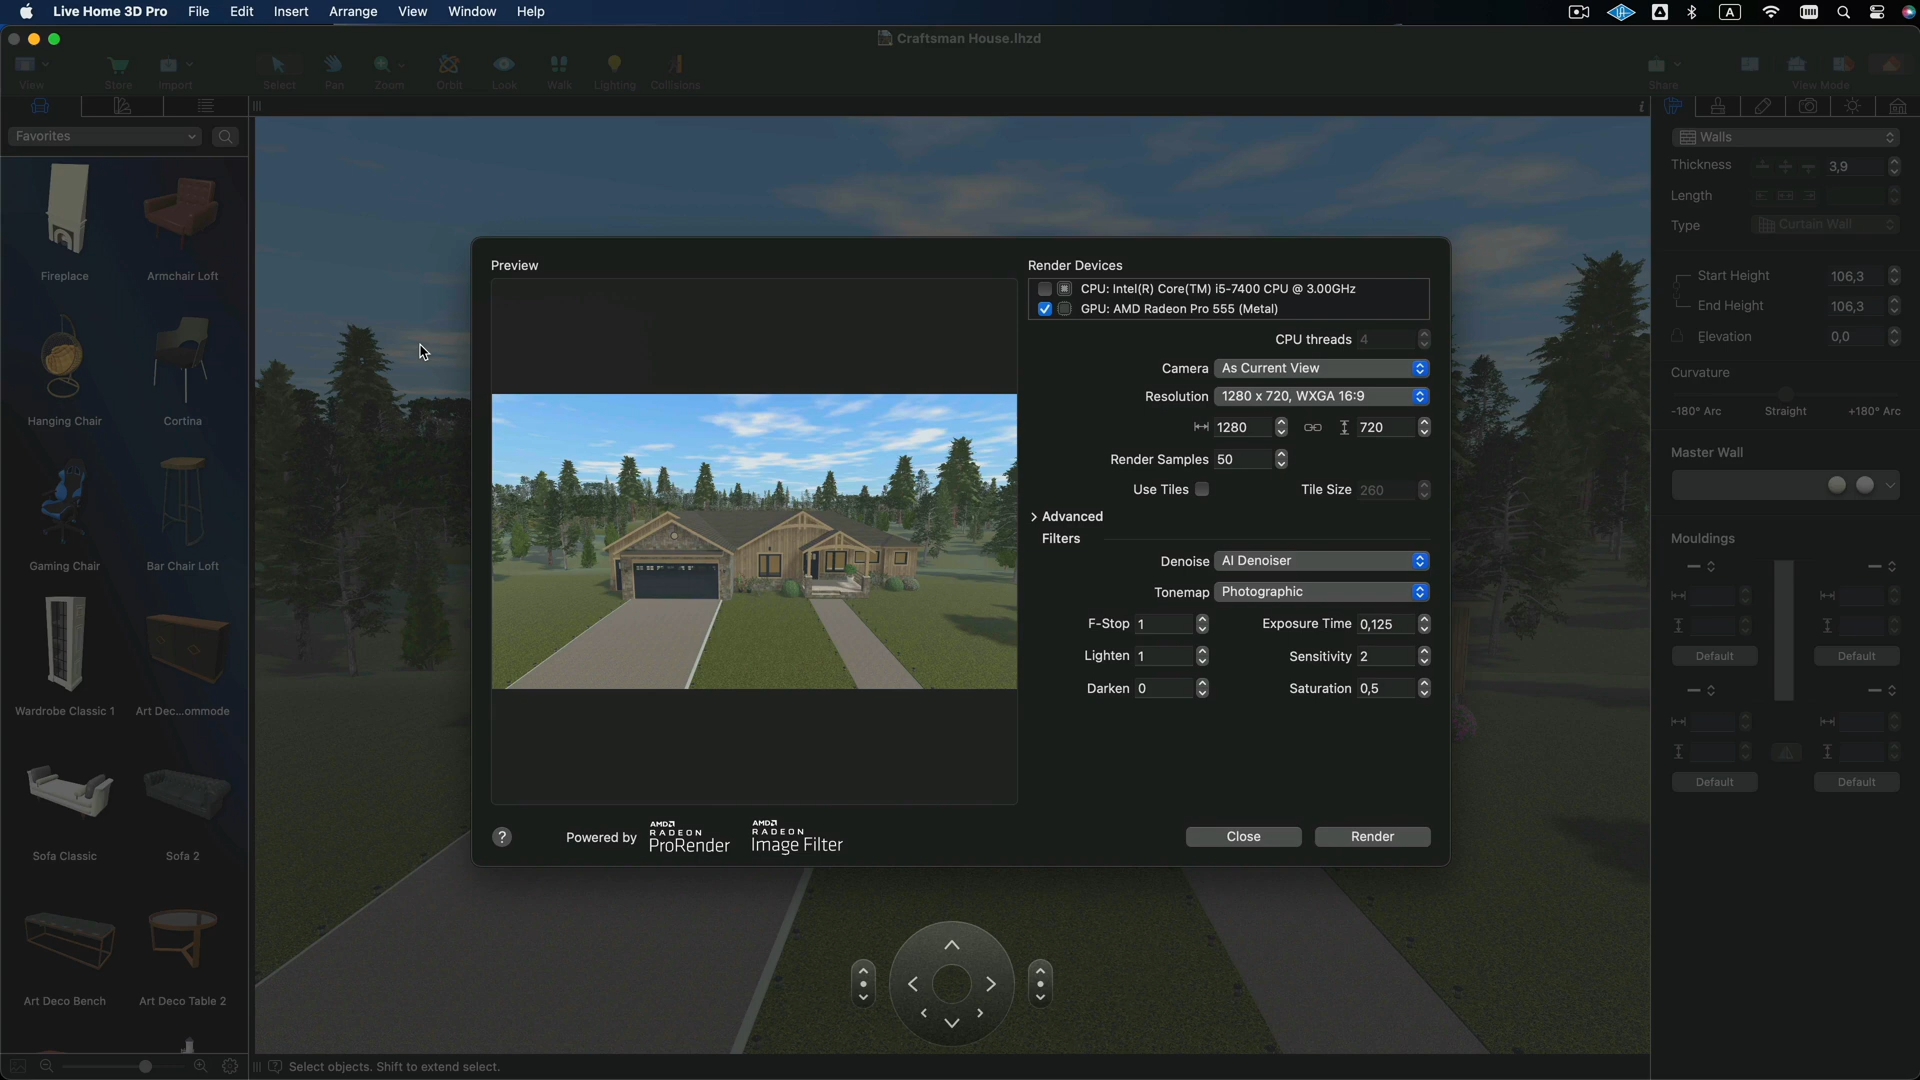 Live Home 3D Pro File Edit Insert Arrange View Window Help
A
Craftsman House.lhzd
View Store Import Select Pan Zoom Orbit Look Walk Lighting Collisions Share View Mode
Favorites
Fireplace Armchair Loft
Hanging Chair Cortina
Gaming Chair Bar Chair Loft
Wardrobe Classic 1 Art Dec...ommode
Sofa Classic Sofa 2
Art Deco Bench Art Deco Table 2
Select objects. Shift to extend select.
Preview
Powered by
AMD RADEON ProRender
AMD RADEON Image Filter
Render Devices
CPU: Intel(R) Core(TM) i5-7400 CPU @ 3.00GHz
GPU: AMD Radeon Pro 555 (Metal)
CPU threads 4
Camera As Current View
Resolution 1280 x 720, WXGA 16:9
1280 720
Render Samples 50
Use Tiles Tile Size 260
Advanced
Filters
Denoise AI Denoiser
Tonemap Photographic
F-Stop 1 Exposure Time 0,125
Lighten 1 Sensitivity 2
Darken 0 Saturation 0,5
Close Render
Walls
Thickness 3,9
Length
Type Curtain Wall
Start Height 106,3
End Height 106,3
Elevation 0,0
Curvature
-180° Arc Straight +180° Arc
Master Wall
Mouldings
Default Default
Default Default